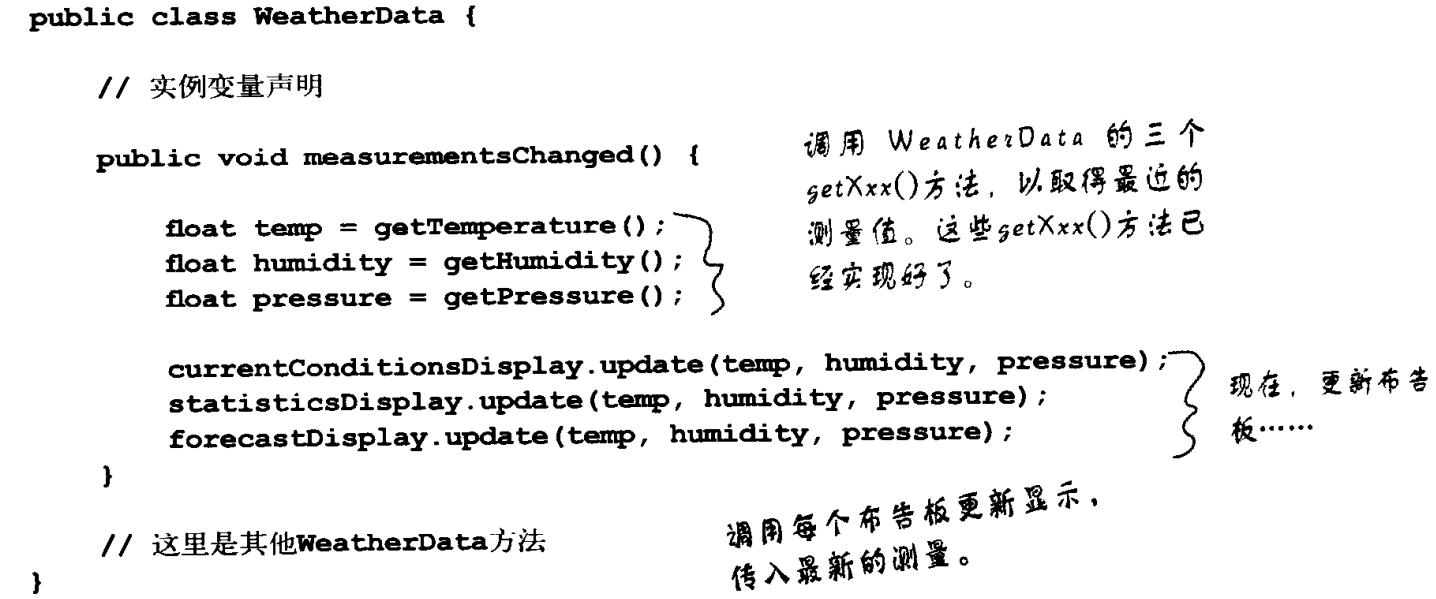 public class WeatherData {
// 实例变量声明
public void measurementsChanged() {
调用 WeatherData 的三个
getXxx()方法，以取得最近的
测量值。这些getXxx()方法已
经实现好了。
float temp = getTemperature();
float humidity = getHumidity();
float pressure = getPressure();
currentConditionsDisplay.update(temp, humidity, pressure);
statisticsDisplay.update(temp, humidity, pressure);
forecastDisplay.update(temp, humidity, pressure);
现在，更新布告
板……
}
调用每个布告板更新显示，
传入最新的测量。
// 这里是其他WeatherData方法
}